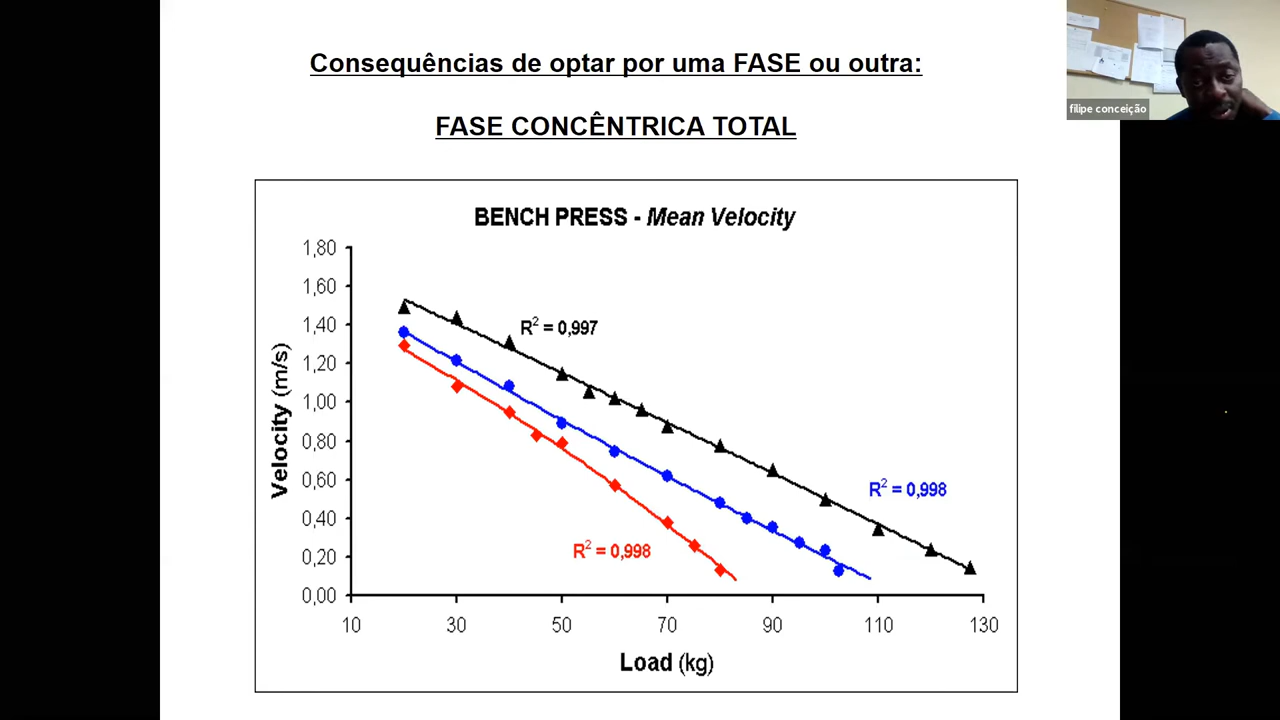 Consequências de optar por uma FASE ou outra:
FASE CONCÊNTRICA TOTAL
filipe conceição
BENCH PRESS - Mean Velocity
1,80
1,60
1,40
1,20
1,00
0,80
0,60
0,40
0,20
0,00
Velocity (m/s)
R² = 0,997
R² = 0,998
R² = 0,998
10 30 50 70 90 110 130
Load (kg)